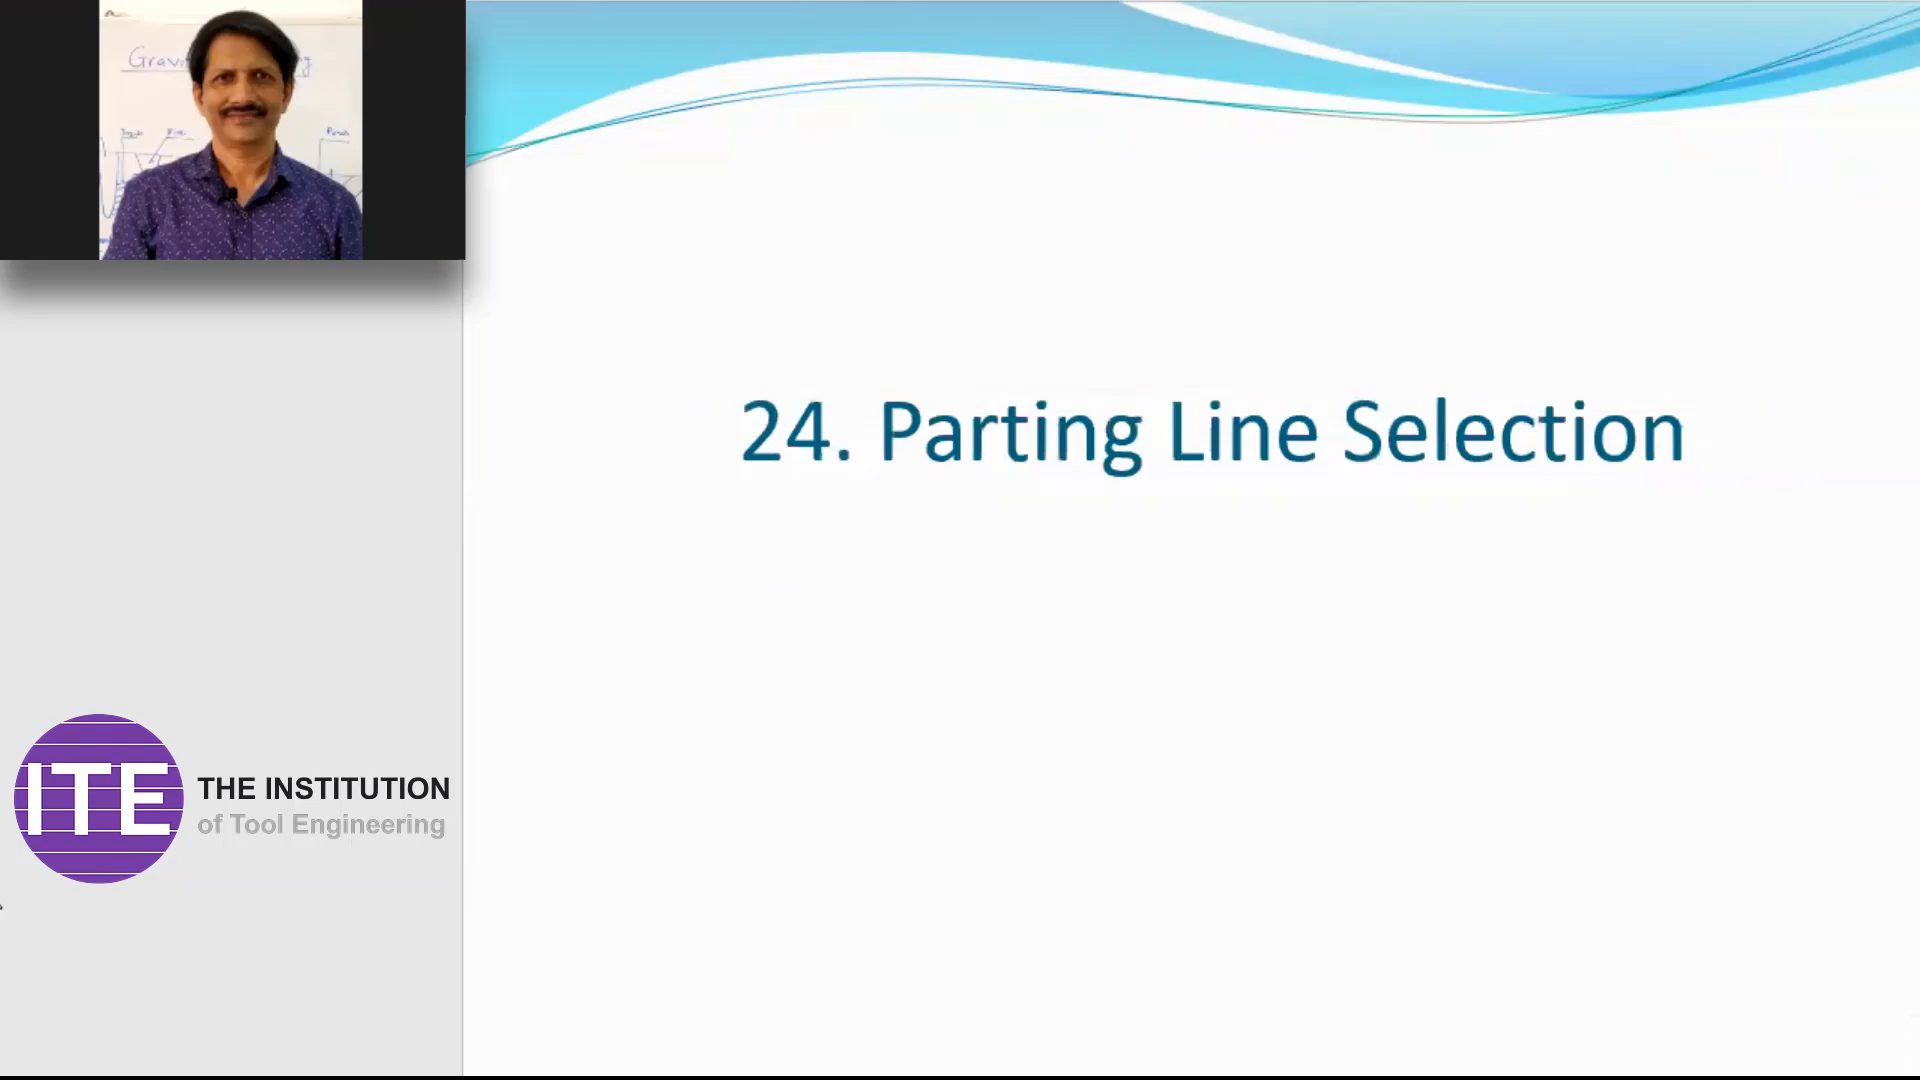 24. Parting Line Selection
ITE
THE INSTITUTION
of Tool Engineering